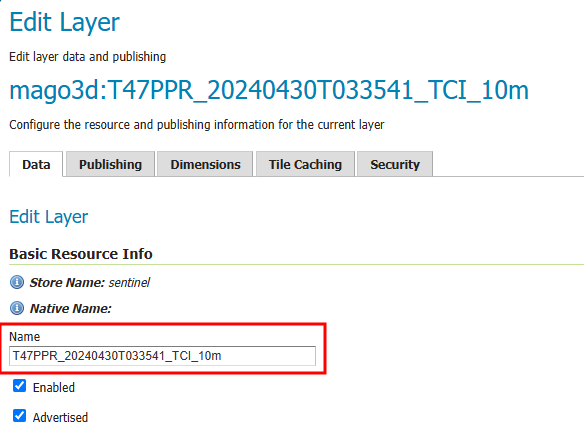 Edit Layer
Edit layer data and publishing
mago3d:T47PPR_20240430T033541_TCI_10m
Configure the resource and publishing information for the current layer
Data Publishing Dimensions Tile Caching Security
Edit Layer
Basic Resource Info
Store Name: sentinel
Native Name:
Name
T47PPR_20240430T033541_TCI_10m
Enabled
Advertised